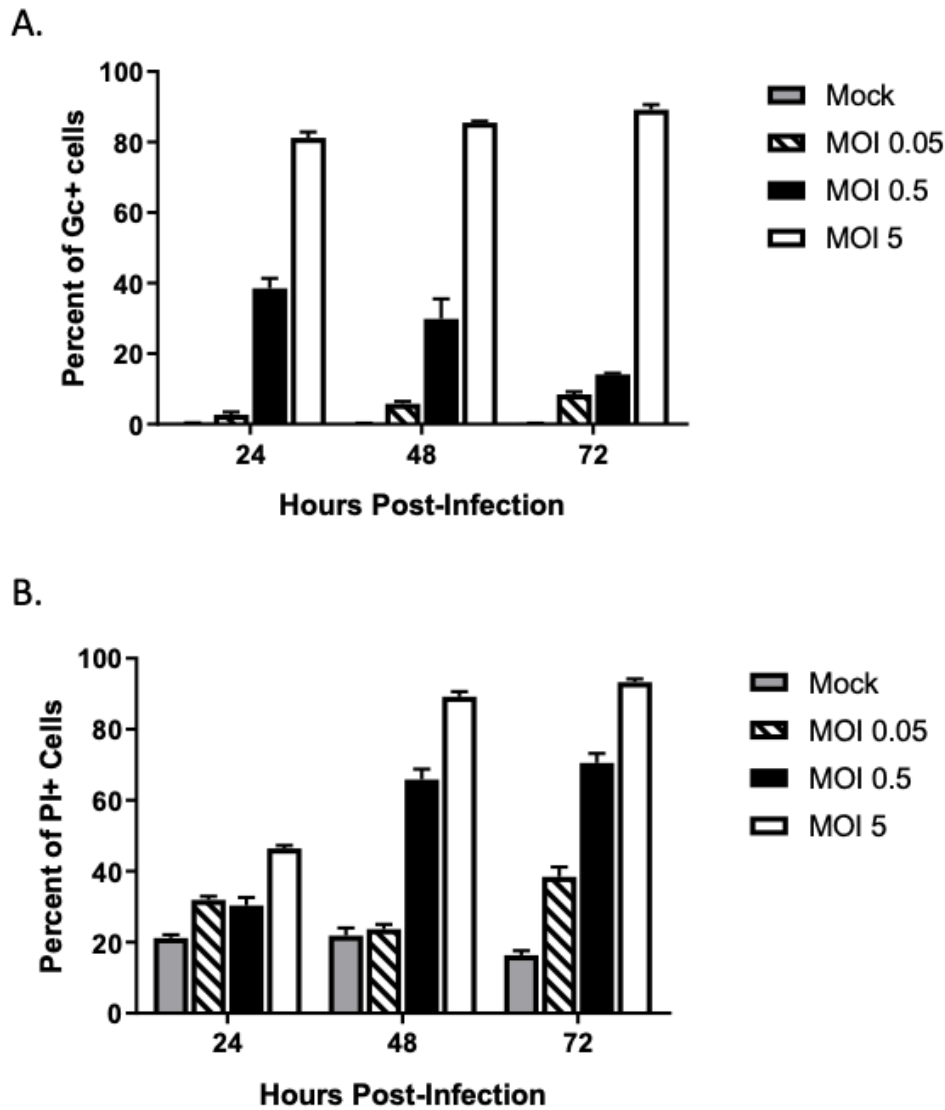 A.
Percent of Gc+ cells
100
80
60
40
20
0
24
48
72
Hours Post-Infection
Mock
MOI 0.05
MOI 0.5
MOI 5
B.
Percent of PI+ Cells
100
80
60
40
20
0
24
48
72
Hours Post-Infection
Mock
MOI 0.05
MOI 0.5
MOI 5